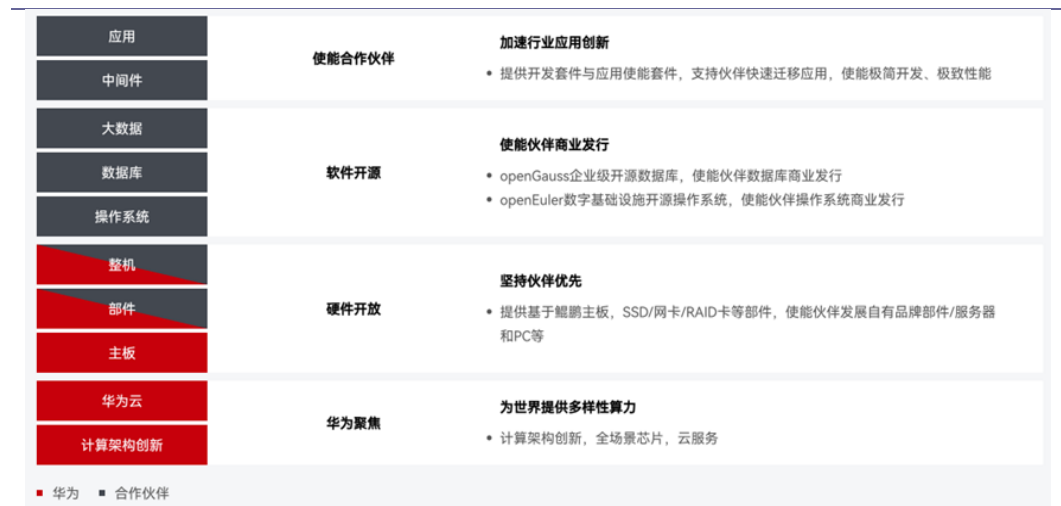 应用
中间件
使能合作伙伴
加速行业应用创新
• 提供开发套件与应用使能套件，支持伙伴快速迁移应用，使能极简开发、极致性能
大数据
数据库
操作系统
软件开源
使能伙伴商业发行
• openGauss企业级开源数据库，使能伙伴数据库商业发行
• openEuler数字基础设施开源操作系统，使能伙伴操作系统商业发行
整机
部件
主板
硬件开放
坚持伙伴优先
• 提供基于鲲鹏主板，SSD/网卡/RAID卡等部件，使能伙伴发展自有品牌部件/服务器
和PC等
华为云
计算架构创新
华为聚焦
为世界提供多样性算力
• 计算架构创新，全场景芯片，云服务
■ 华为 ■ 合作伙伴